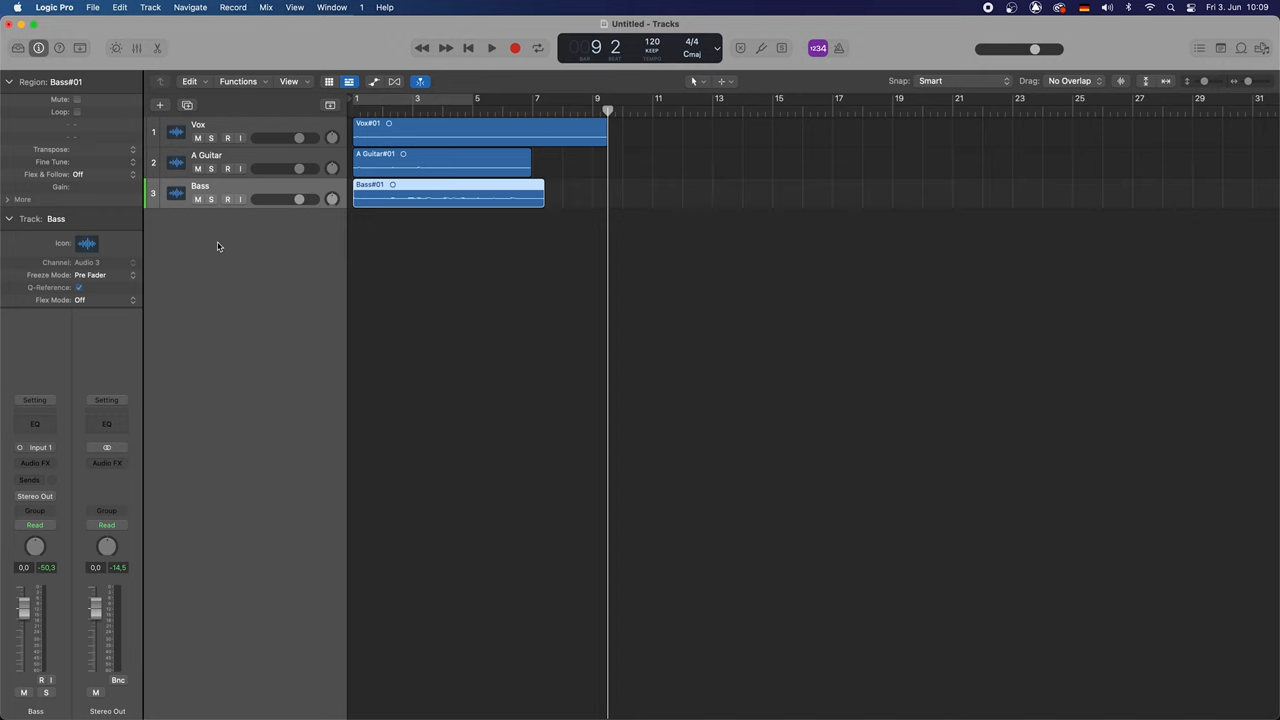 Logic Pro File Edit Track Navigate Record Mix View Window 1 Help Fri 3. Jun 10:09
Untitled - Tracks
009 2 120 4/4
KEEP Cmaj 1234
BAR BEAT TEMPO
Region: Bass#01 Edit Functions View Snap: Smart Drag: No Overlap
Mute:
Loop:
1 3 5 7 9 11 13 15 17 19 21 23 25 27 29 31
Transpose:
Fine Tune:
Flex & Follow: Off
Gain:
More
1 Vox
M S R I
Vox#01
2 A Guitar
M S R I
A Guitar#01
3 Bass
M S R I
Bass#01
Track: Bass
Icon:
Channel: Audio 3
Freeze Mode: Pre Fader
Q-Reference:
Flex Mode: Off
Setting Setting
EQ EQ
Input 1
Audio FX Audio FX
Sends
Stereo Out
Group Group
Read Read
0,0 -50,3 0,0 -14,5
R I Bnc
M S M
Bass Stereo Out